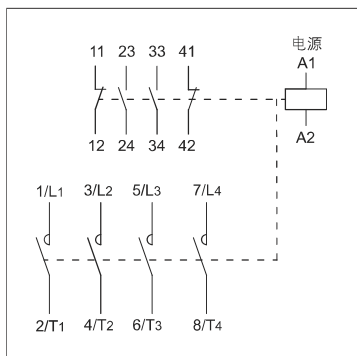 电源
11 23 33 41 A1
12 24 34 42 A2
1/L1 3/L2 5/L3 7/L4
2/T1 4/T2 6/T3 8/T4